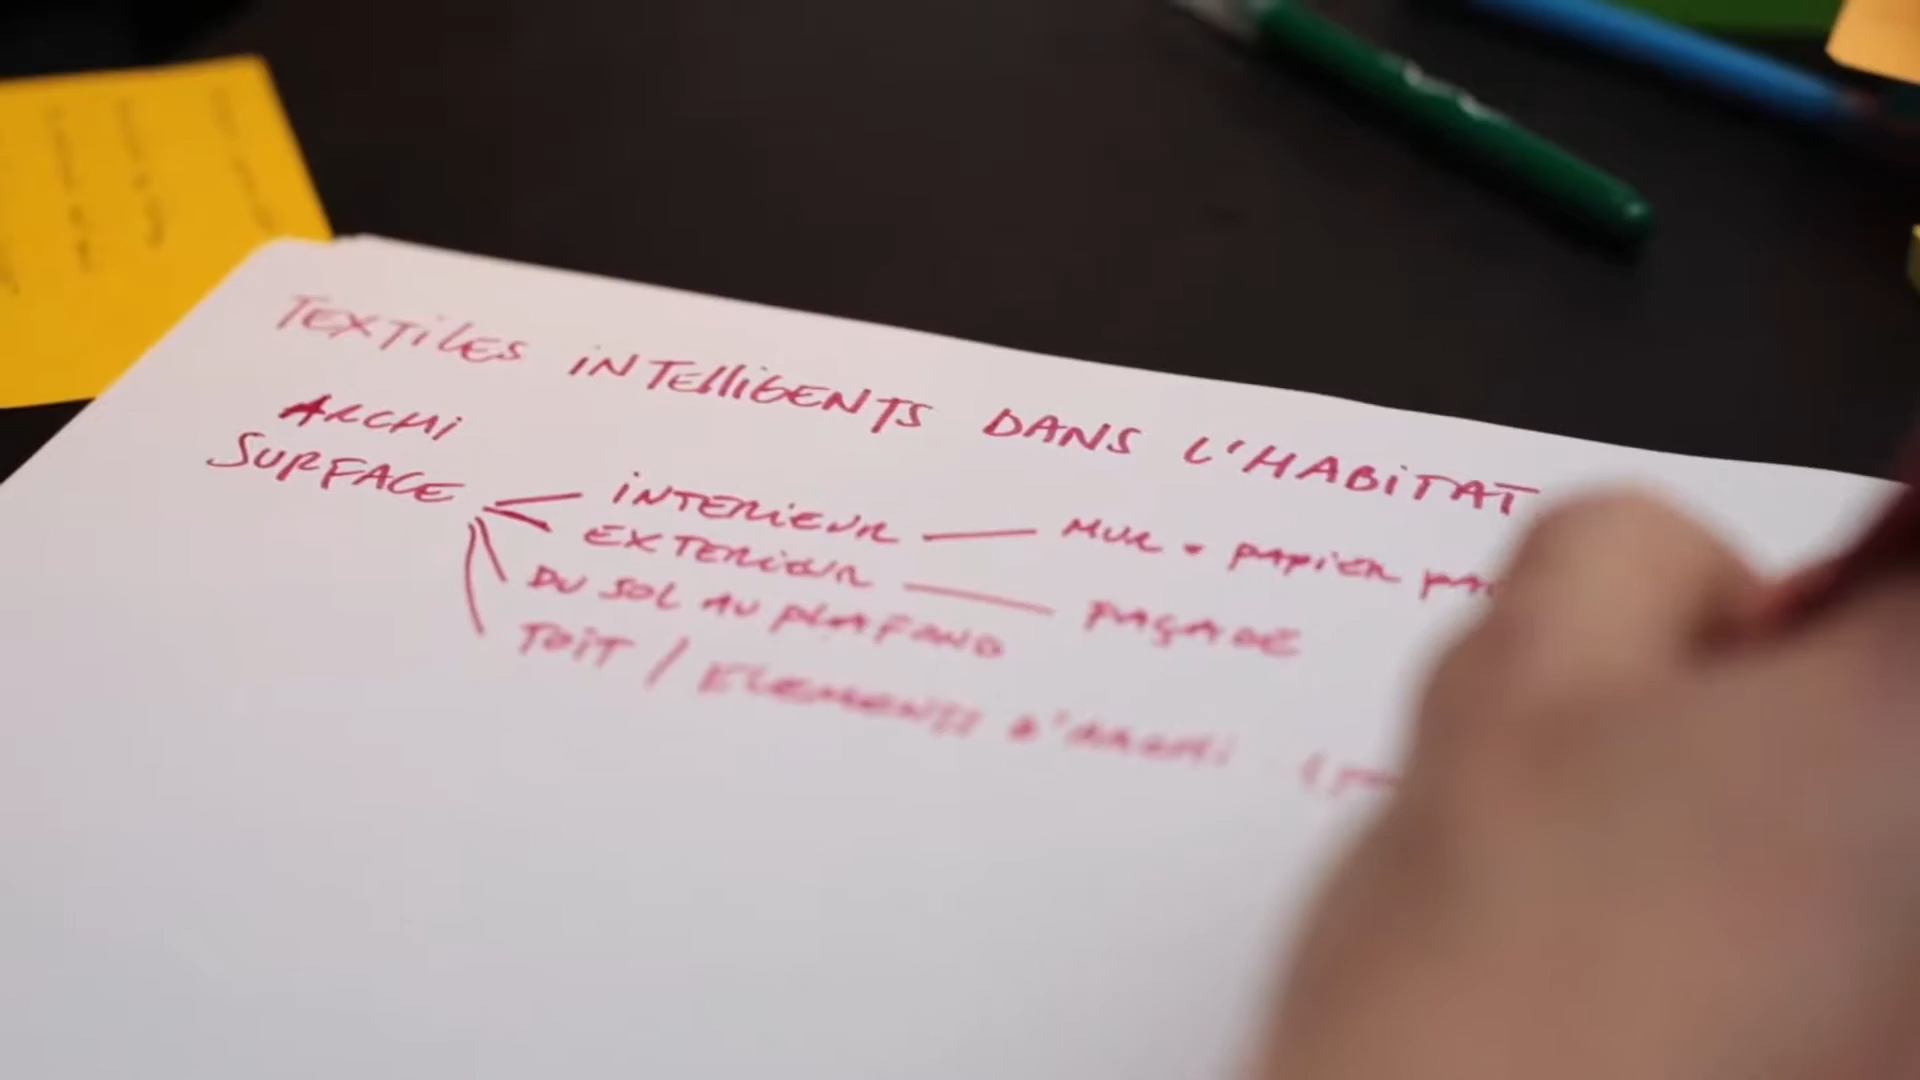 TEXTILES INTELLIGENTS DANS L'HABITAT
ARCHI
SURFACE
INTERIEUR — MUR • PAPIER
EXTERIEUR — FAÇADE
DU SOL AU PLAFOND
TOIT / ELEMENTS D'ARCHI (